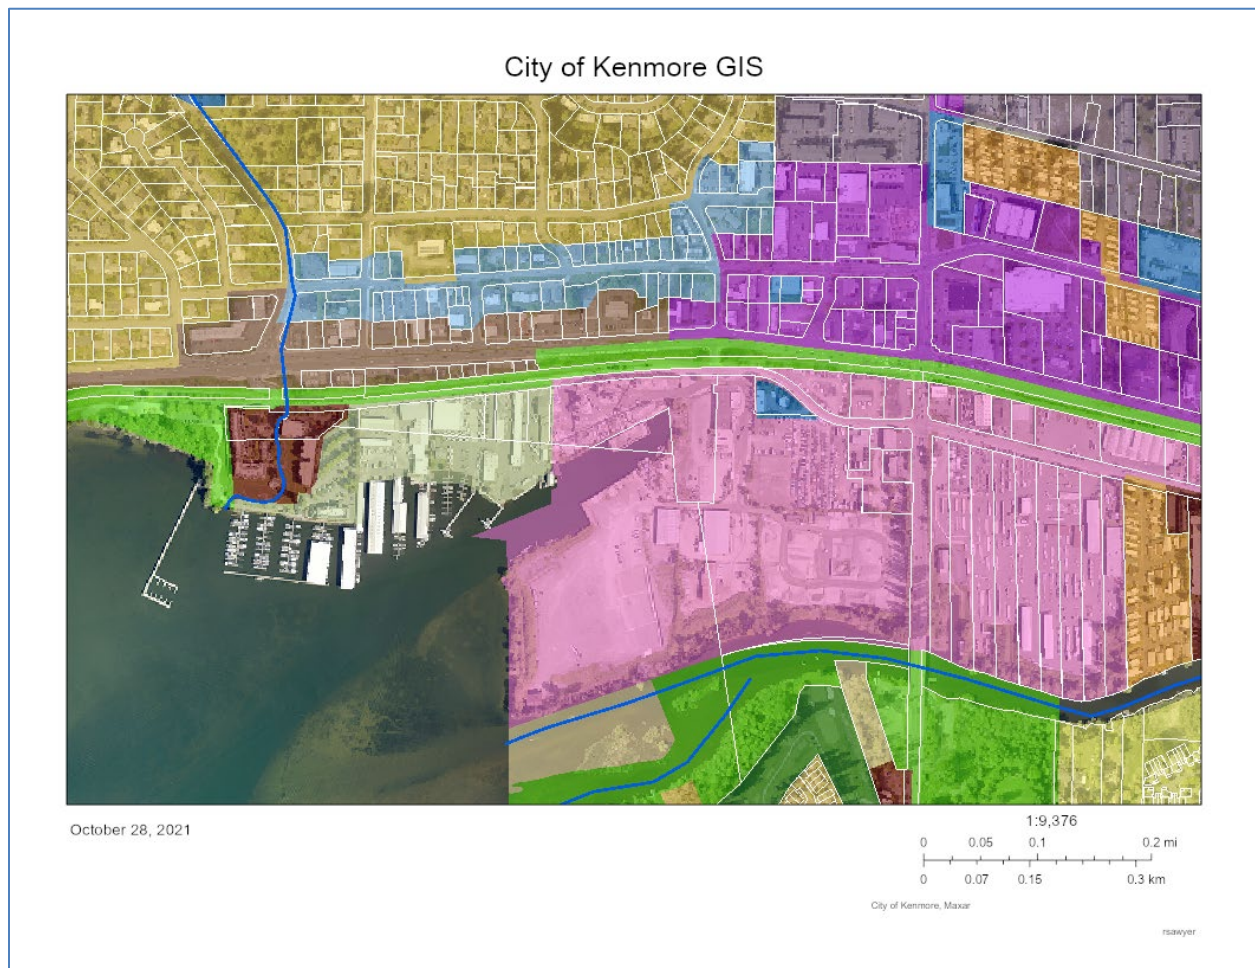 City of Kenmore GIS
October 28, 2021
1:9,376
0 0.05 0.1 0.2 mi
0 0.07 0.15 0.3 km
City of Kenmore, Maxar
rsawyer